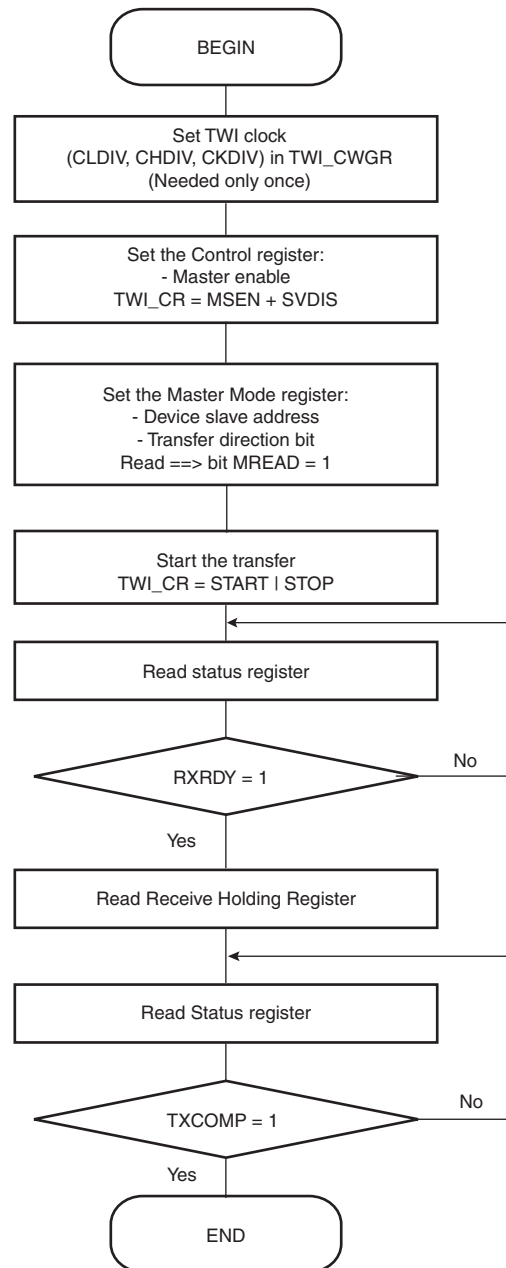 BEGIN
Set TWI clock
(CLDIV, CHDIV, CKDIV) in TWI_CWGR
(Needed only once)
Set the Control register:
- Master enable
TWI_CR = MSEN + SVDIS
Set the Master Mode register:
- Device slave address
- Transfer direction bit
Read ==> bit MREAD = 1
Start the transfer
TWI_CR = START | STOP
Read status register
RXRDY = 1
No
Yes
Read Receive Holding Register
Read Status register
TXCOMP = 1
No
Yes
END